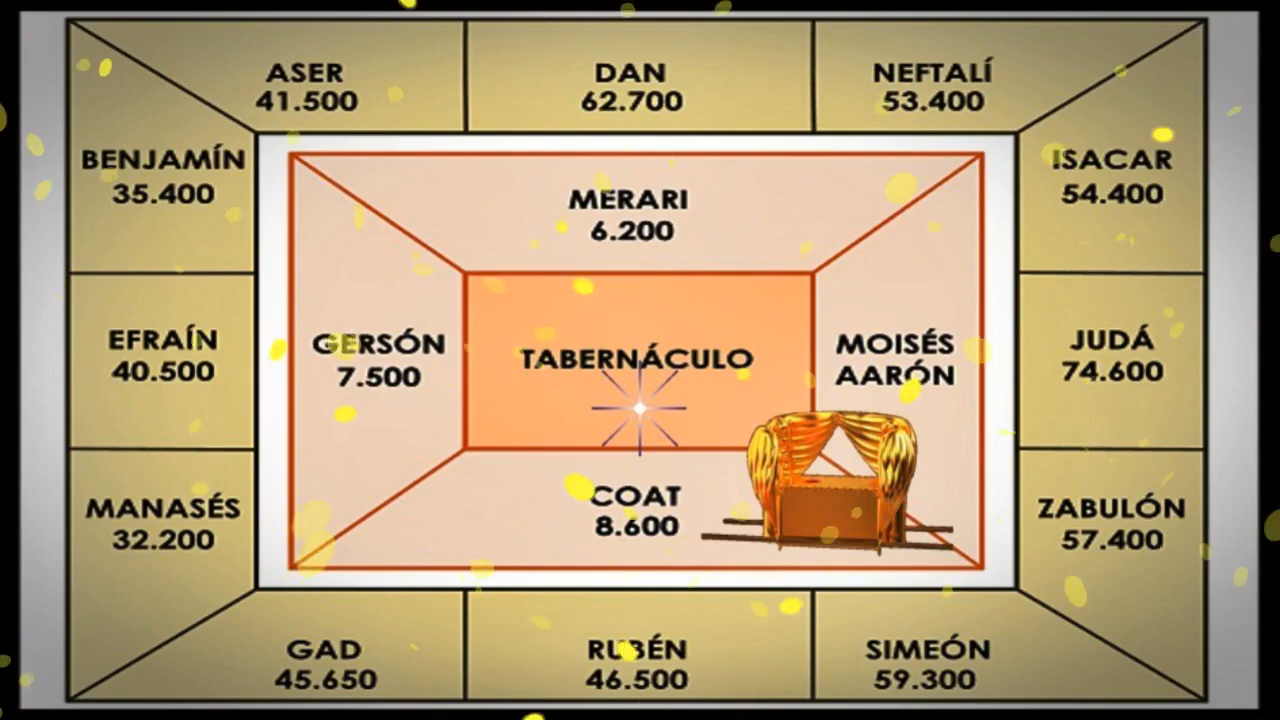 ASER
41.500
DAN
62.700
NEFTALÍ
53.400
BENJAMÍN
35.400
MERARI
6.200
ISACAR
54.400
EFRAÍN
40.500
GERSÓN
7.500
TABERNÁCULO
MOISÉS
AARÓN
JUDÁ
74.600
MANASÉS
32.200
COAT
8.600
ZABULÓN
57.400
GAD
45.650
RUBÉN
46.500
SIMEÓN
59.300